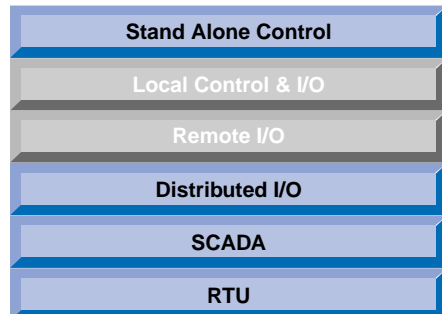 Stand Alone Control
Local Control & I/O
Remote I/O
Distributed I/O
SCADA
RTU